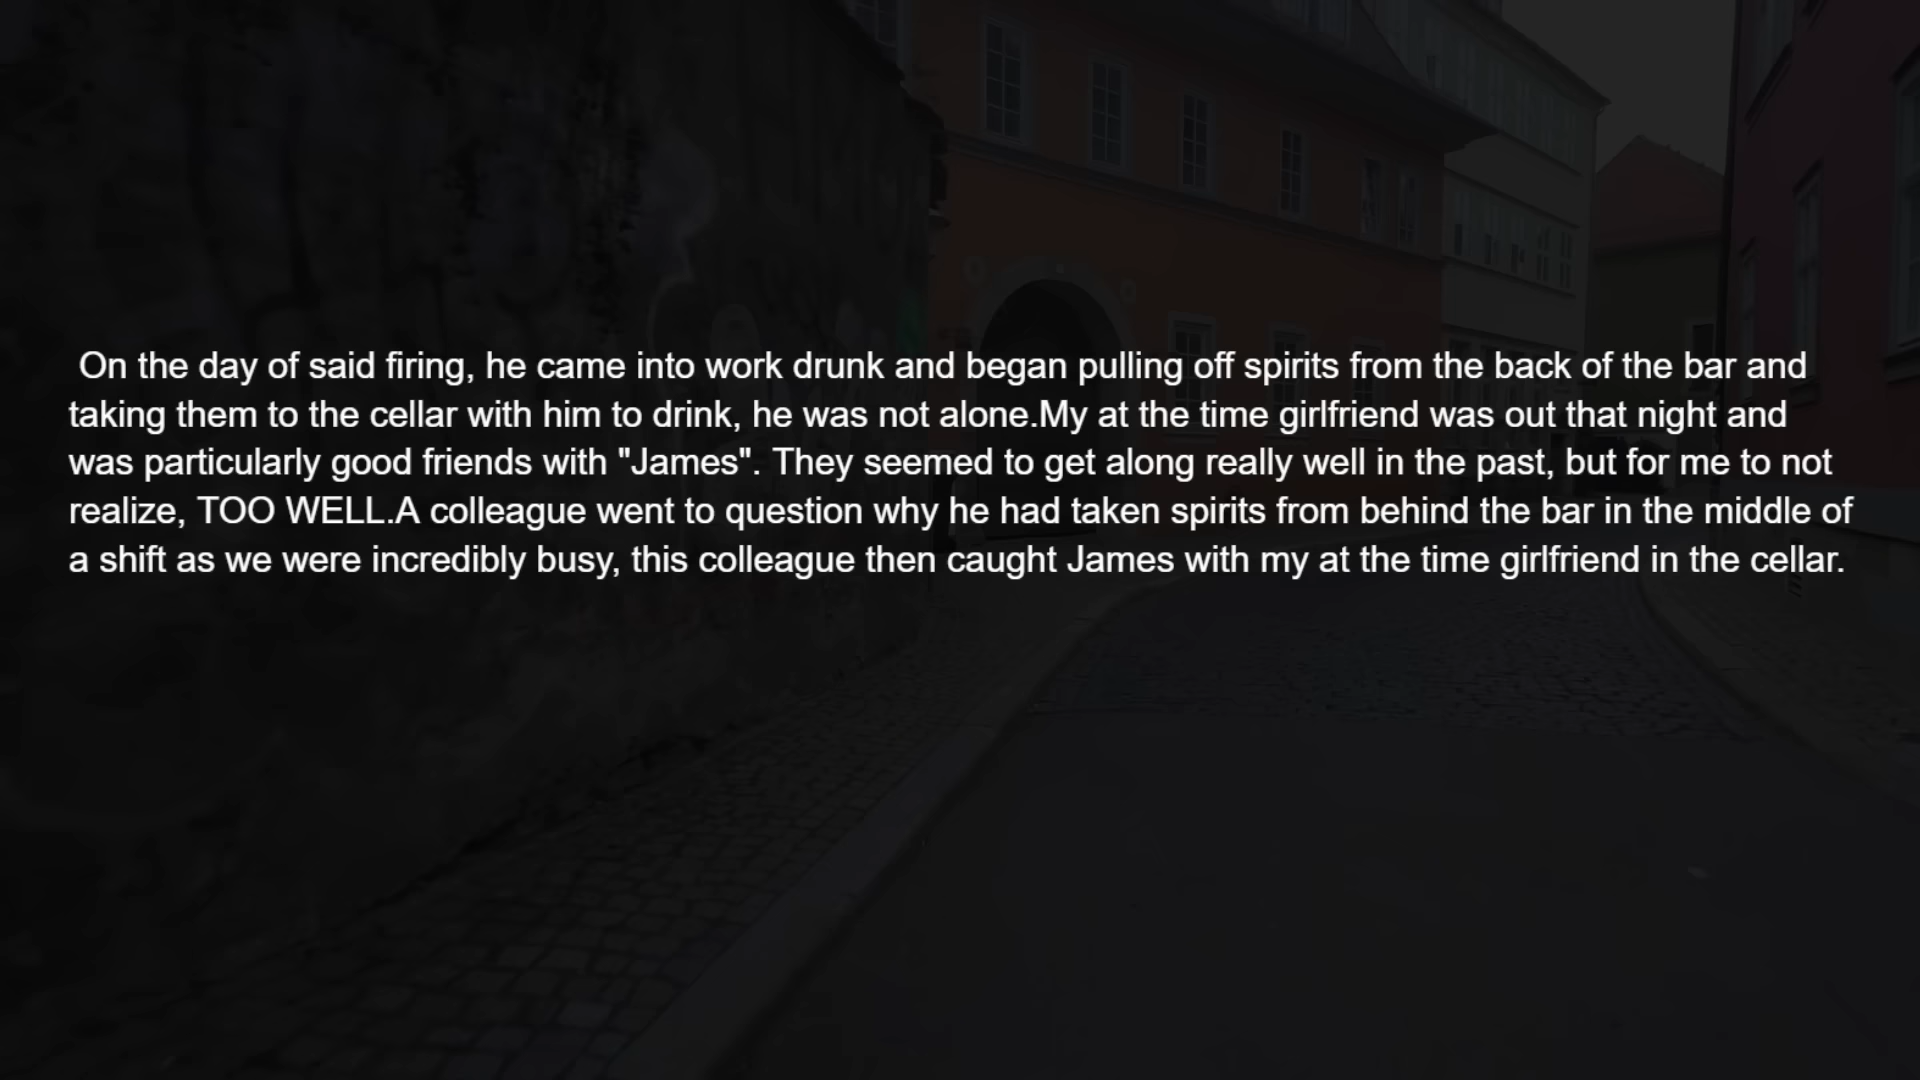 On the day of said firing, he came into work drunk and began pulling off spirits from the back of the bar and
taking them to the cellar with him to drink, he was not alone.My at the time girlfriend was out that night and
was particularly good friends with "James". They seemed to get along really well in the past, but for me to not
realize, TOO WELL.A colleague went to question why he had taken spirits from behind the bar in the middle of
a shift as we were incredibly busy, this colleague then caught James with my at the time girlfriend in the cellar.